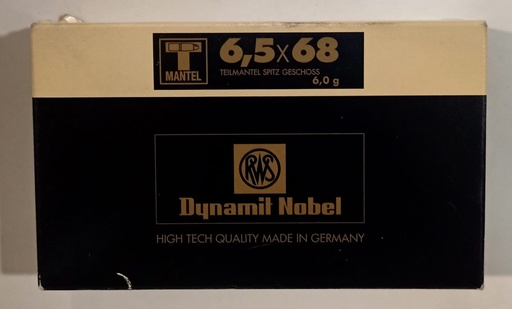 T
MANTEL
6,5x68
TEILMANTEL SPITZ GESCHOSS
6,0 g
RWS
Dynamit Nobel
HIGH TECH QUALITY MADE IN GERMANY